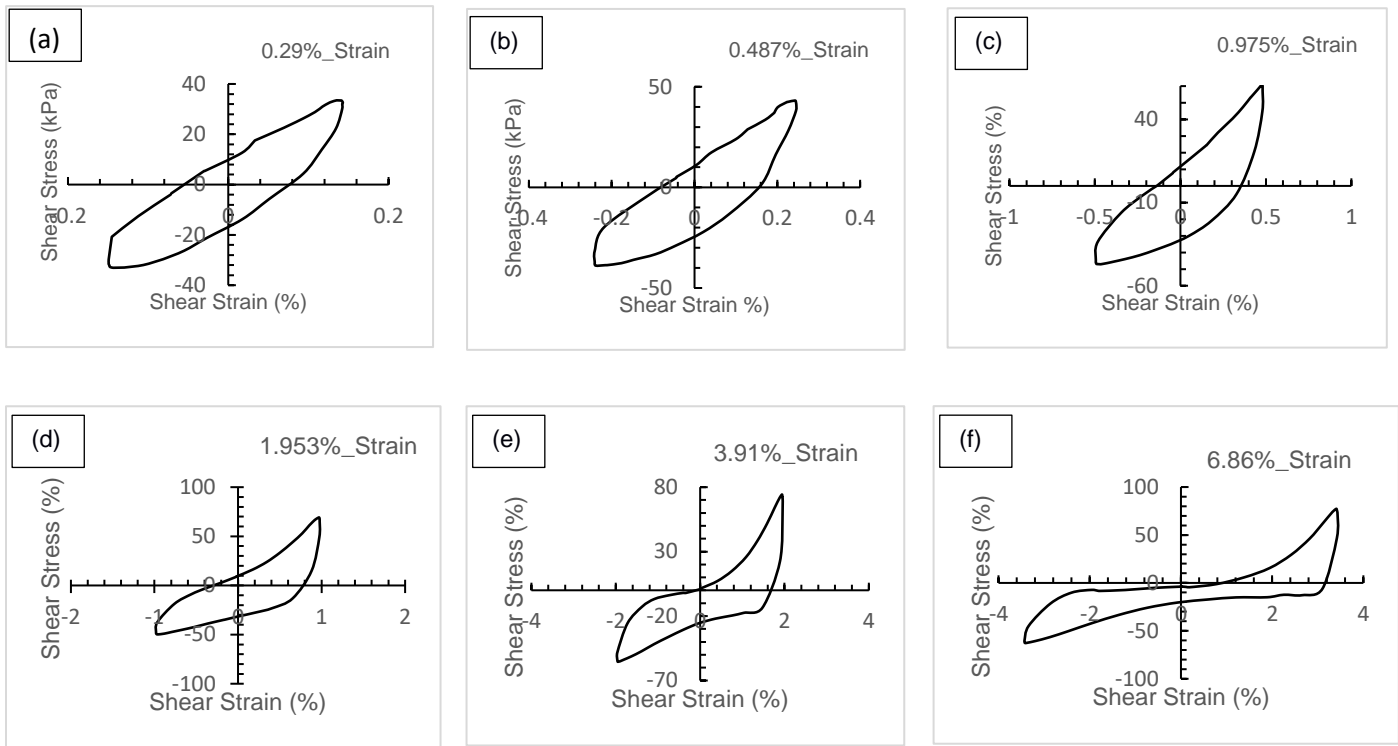 (a)
0.29%_Strain
Shear Stress (kPa)
40
20
0
-20
-40
-0.2
0
0.2
Shear Strain (%)
(b)
0.487%_Strain
Shear Stress (kPa)
50
0
-50
-0.4
-0.2
0
0.2
0.4
Shear Strain %)
(c)
0.975%_Strain
Shear Stress (%)
40
-10
-60
-1
-0.5
0
0.5
1
Shear Strain (%)
(d)
1.953%_Strain
Shear Stress (%)
100
50
0
-50
-100
-2
-1
0
1
2
Shear Strain (%)
(e)
3.91%_Strain
Shear Stress (%)
80
30
-20
-70
-4
-2
0
2
4
Shear Strain (%)
(f)
6.86%_Strain
Shear Stress (%)
100
50
0
-50
-100
-4
-2
0
2
4
Shear Strain (%)